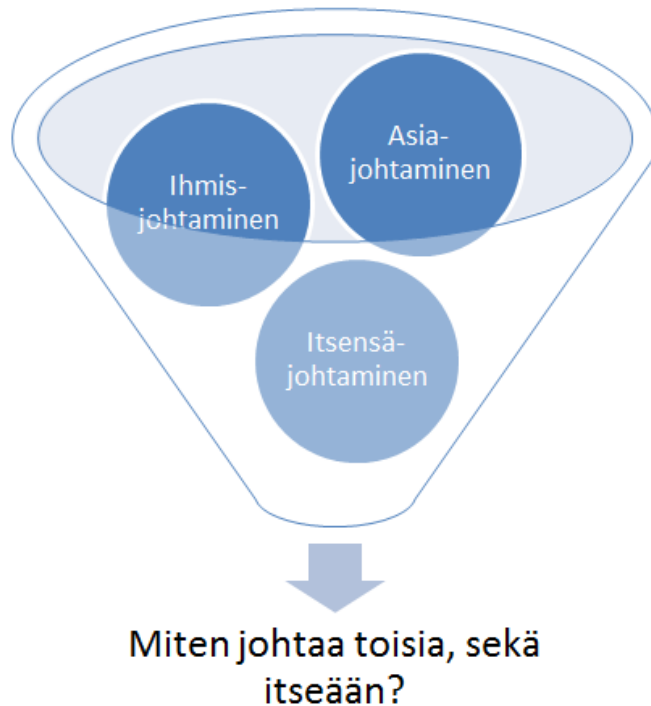 Asia-
johtaminen
Ihmis-
johtaminen
Itsensä-
johtaminen
Miten johtaa toisia, sekä
itseään?